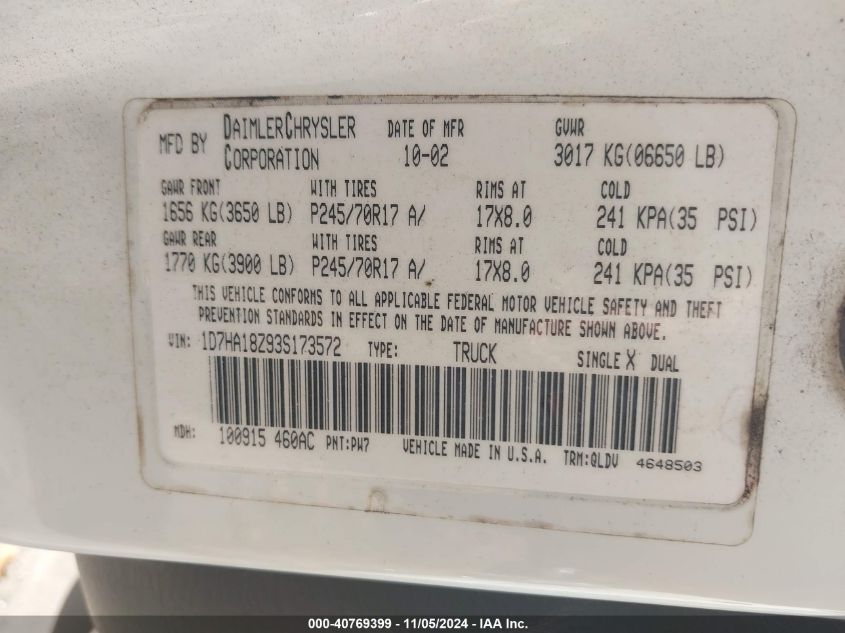 MFD BY DAIMLERCHRYSLER CORPORATION DATE OF MFR 10-02 GVWR 3017 KG(06650 LB)
GAWR FRONT WITH TIRES RIMS AT COLD
1656 KG(3650 LB) P245/70R17 A/ 17X8.0 241 KPA(35 PSI)
GAWR REAR WITH TIRES RIMS AT COLD
1770 KG(3900 LB) P245/70R17 A/ 17X8.0 241 KPA(35 PSI)
THIS VEHICLE CONFORMS TO ALL APPLICABLE FEDERAL MOTOR VEHICLE SAFETY AND THEFT
PREVENTION STANDARDS IN EFFECT ON THE DATE OF MANUFACTURE SHOWN ABOVE.
VIN: 1D7HA18Z93S173572 TYPE: TRUCK SINGLE X DUAL
MDH: 100915 460AC PNT:PW7 VEHICLE MADE IN U.S.A. TRM:QLDV 4648503
000-40769399 - 11/05/2024 - IAA Inc.